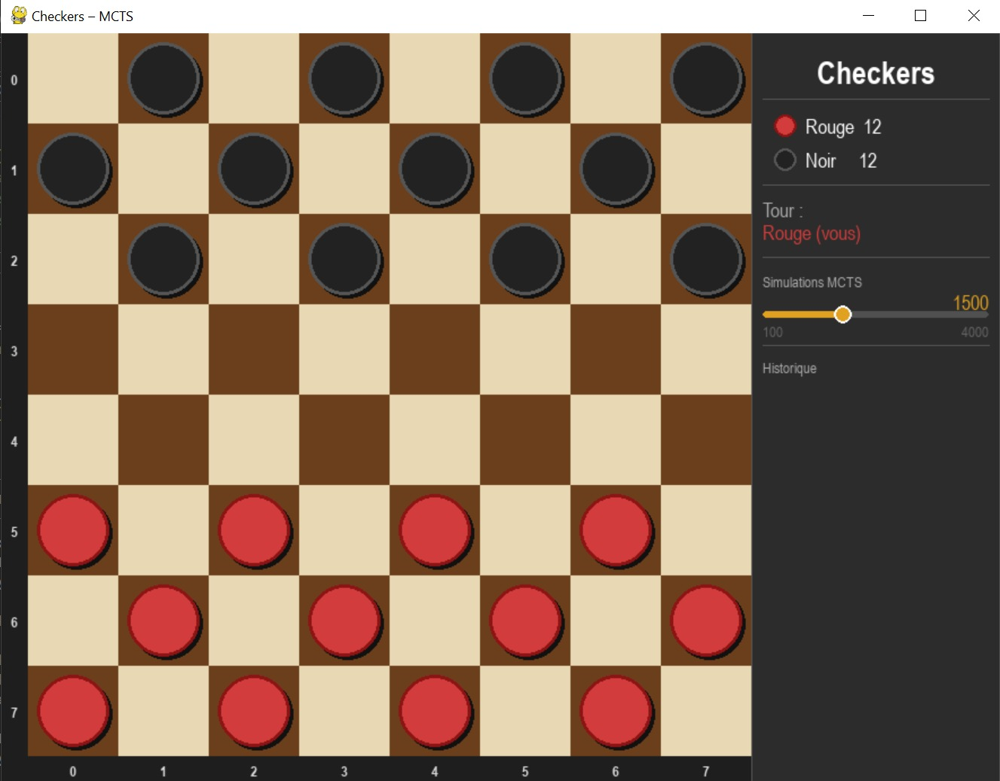 Checkers – MCTS
Checkers
Rouge 12
Noir 12
Tour :
Rouge (vous)
Simulations MCTS
1500
100 4000
Historique
0
1
2
3
4
5
6
7
0 1 2 3 4 5 6 7